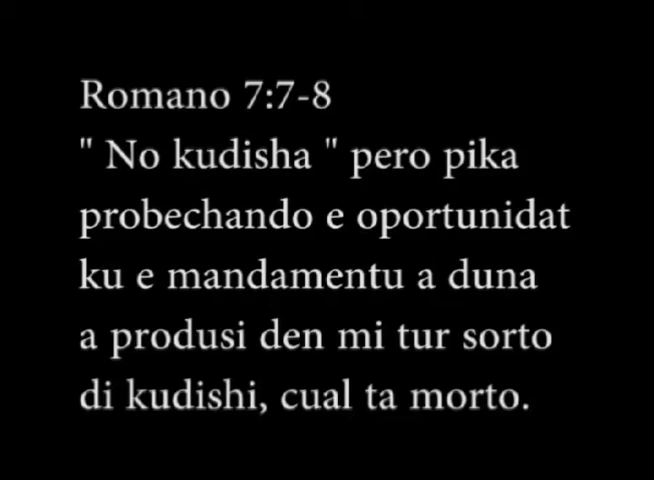 Romano 7:7-8
" No kudisha " pero pika
probechando e oportunidat
ku e mandamentu a duna
a produsi den mi tur sorto
di kudishi, cual ta morto.